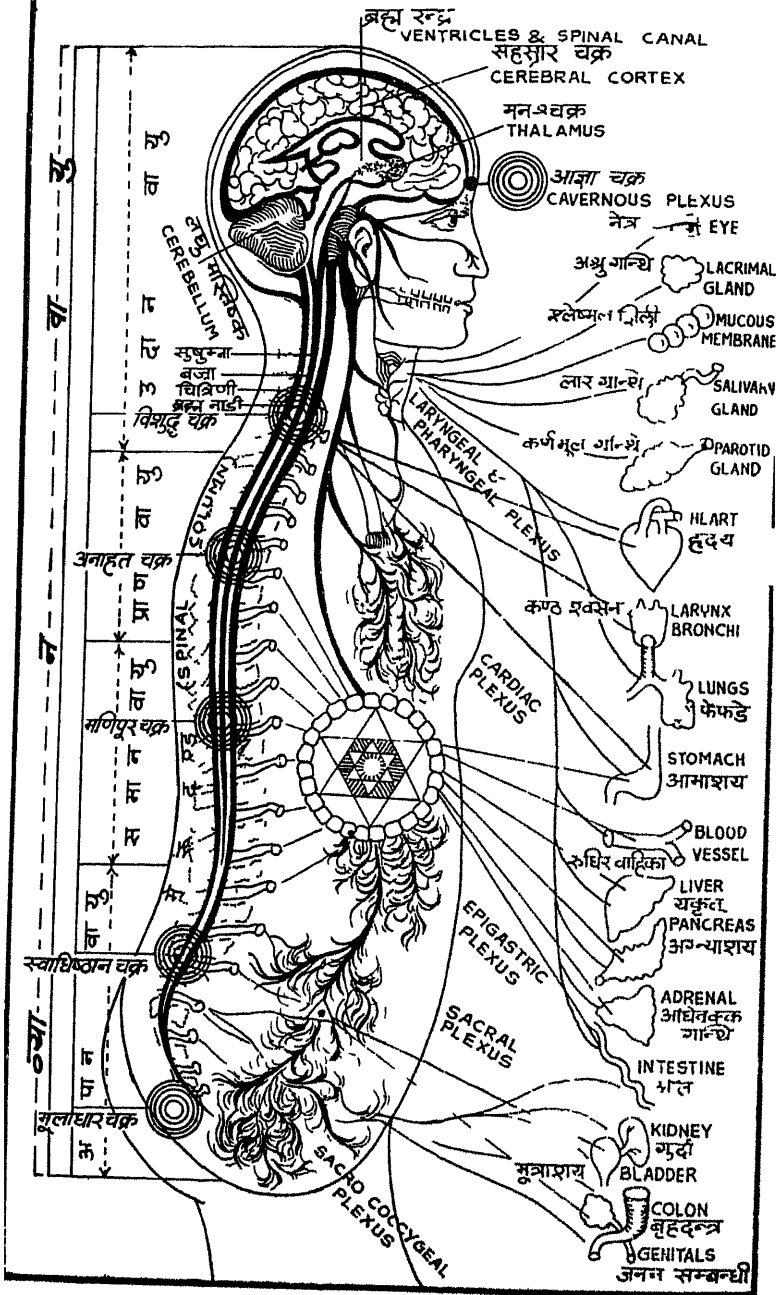 ब्रह्म रन्द्र
VENTRICLES & SPINAL CANAL
सहस्रार चक्र
CEREBRAL CORTEX
मनश्चक्र
THALAMUS
आज्ञा चक्र
CAVERNOUS PLEXUS
नेत्र
EYE
अश्रु ग्रन्थि
LACRIMAL
GLAND
श्लेष्मल झिल्ली
MUCOUS
MEMBRANE
लार ग्रान्थि
SALIVARY
GLAND
कर्णमूल ग्रान्थि
PAROTID
GLAND
HEART
हृदय
कण्ठ श्वसन
LARYNX
BRONCHI
LUNGS
फेफड़े
STOMACH
आमाशय
BLOOD
VESSEL
रुधिर वाहिका
LIVER
यकृत्
PANCREAS
अग्न्याशय
ADRENAL
ग्रान्थि
INTESTINE
KIDNEY
गुर्दा
मूत्राशय
BLADDER
COLON
बृहदन्त्र
GENITALS
जनन सम्बन्धी
लघु मस्तिष्क
CEREBELLUM
सुषुम्ना
बज्रा
चित्रिणी
ब्रह्म नाडी
विशुद्ध चक्र
अनाहत चक्र
मणिपूर चक्र
स्वाधिष्ठान चक्र
मूलाधार चक्र
व्यान वायु
उदान वायु
प्राण वायु
समान वायु
अपान वायु
(SPINAL COLUMN)
मेरु दण्ड
LARYNGEAL &
PHARYNGEAL PLEXUS
CARDIAC
PLEXUS
EPIGASTRIC
PLEXUS
SACRAL
PLEXUS
SACRO COCCYGEAL
PLEXUS